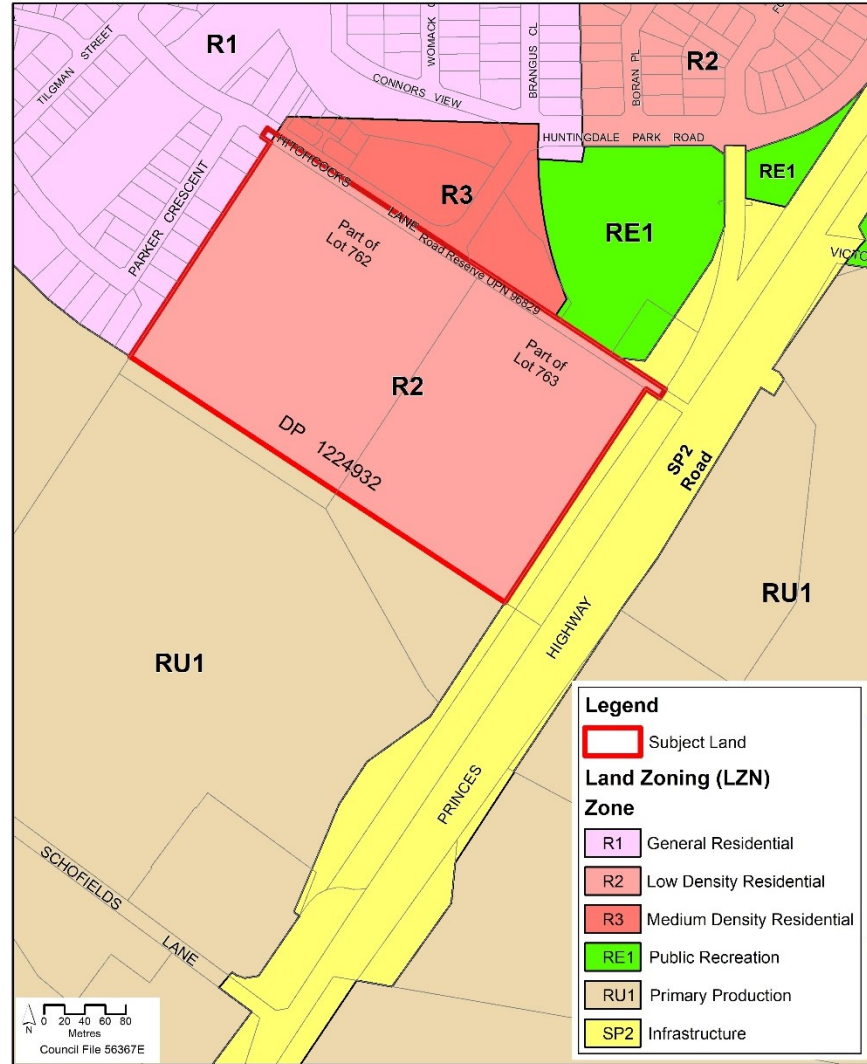 R1
TILGMAN STREET
WOMACK C
CONNORS VIEW
BRANGUS CL
BORAN PL
R2
FU
HUNTINGDALE PARK ROAD
RE1
HITCHCOCKS LANE
Road Reserve UPN 96829
R3
RE1
PARKER CRESCENT
Part of
Lot 762
VICTO
Part of
Lot 763
R2
DP 1224932
SP2
Road
RU1
HIGHWAY
RU1
PRINCES
SCHOFIELDS
LANE
Legend
Subject Land
Land Zoning (LZN)
Zone
R1 General Residential
R2 Low Density Residential
R3 Medium Density Residential
RE1 Public Recreation
RU1 Primary Production
SP2 Infrastructure
N
0 20 40 60 80
Metres
Council File 56367E